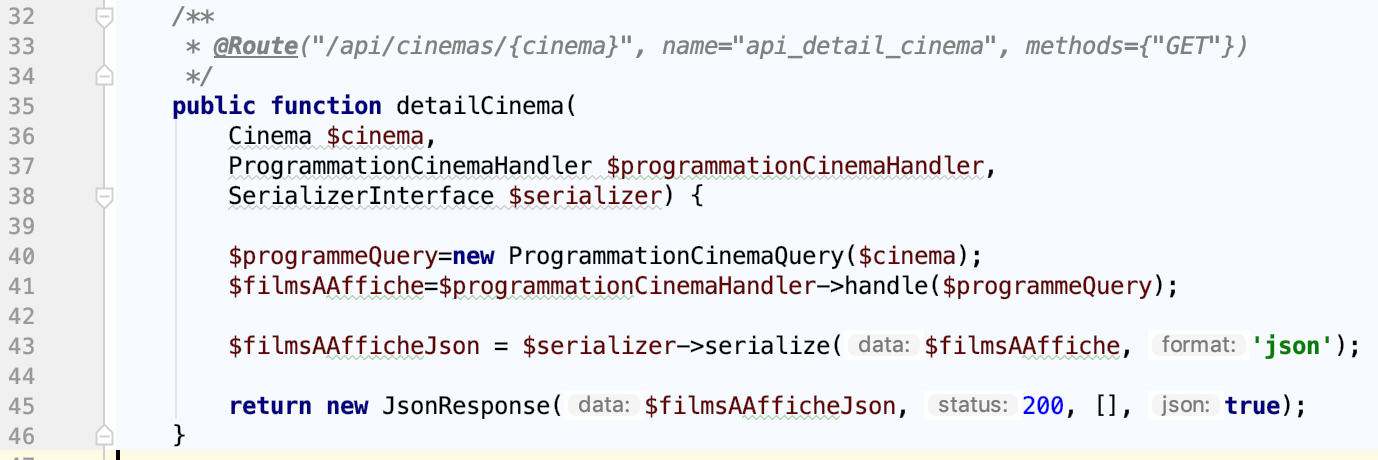 32 /**
33 * @Route("/api/cinemas/{cinema}", name="api_detail_cinema", methods={"GET"})
34 */
35 public function detailCinema(
36 Cinema $cinema,
37 ProgrammationCinemaHandler $programmationCinemaHandler,
38 SerializerInterface $serializer) {
39
40 $programmeQuery=new ProgrammationCinemaQuery($cinema);
41 $filmsAAffiche=$programmationCinemaHandler->handle($programmeQuery);
42
43 $filmsAAfficheJson = $serializer->serialize( data: $filmsAAffiche, format: 'json');
44
45 return new JsonResponse( data: $filmsAAfficheJson, status: 200, [], json: true);
46 }